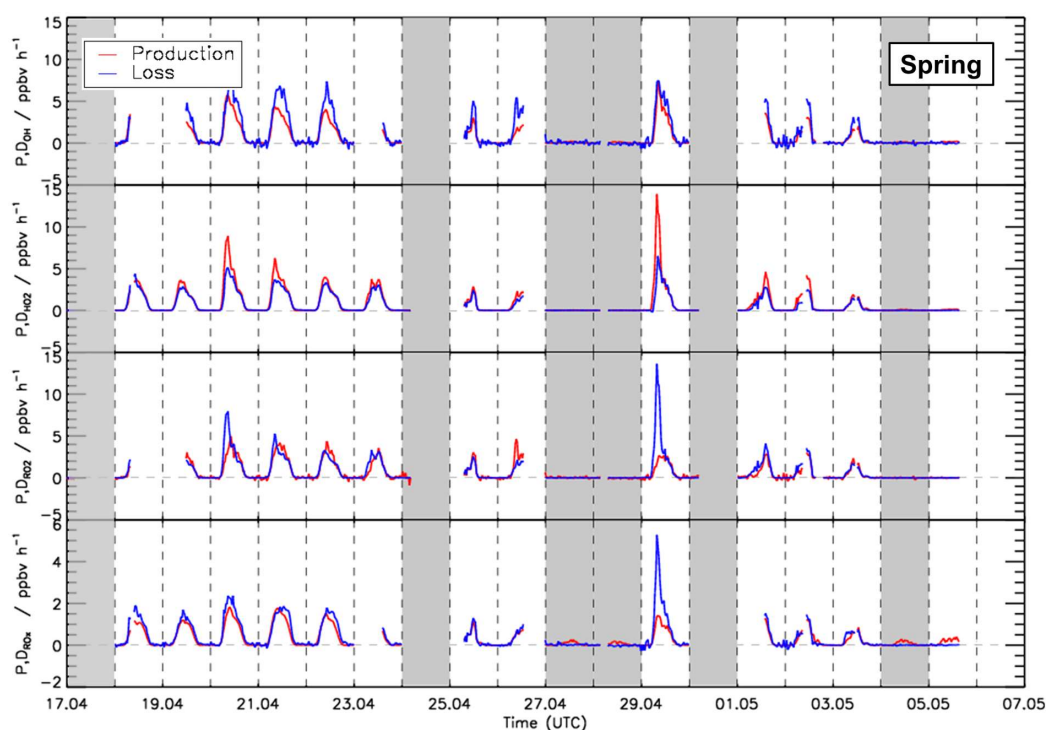 15
10
5
0
-5
P,D_OH / ppbv h⁻¹
Production
Loss
Spring
15
10
5
0
-5
P,D_HO2 / ppbv h⁻¹
15
10
5
0
-5
P,D_RO2 / ppbv h⁻¹
6
4
2
0
-2
P,D_ROx / ppbv h⁻¹
17.04 19.04 21.04 23.04 25.04 27.04 29.04 01.05 03.05 05.05 07.05
Time (UTC)